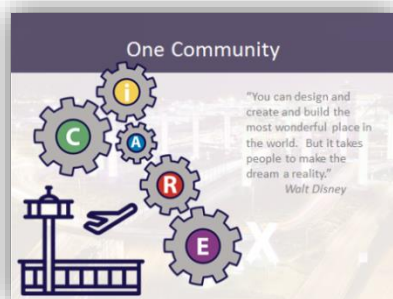 One Community
i
C
A
R
E
X
"You can design and
create and build the
most wonderful place in
the world.  But it takes
people to make the
dream a reality."
Walt Disney